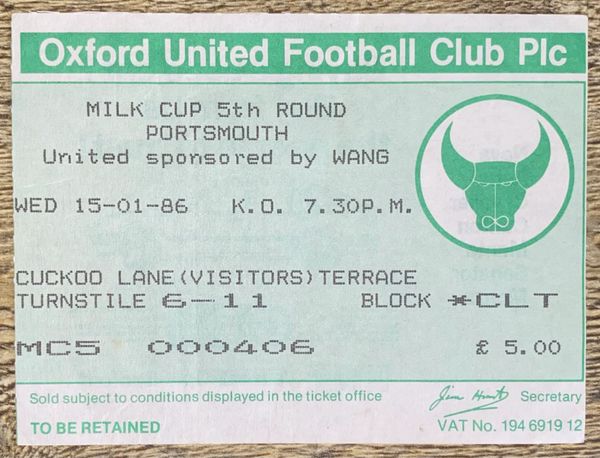 Oxford United Football Club Plc
MILK CUP 5th ROUND
PORTSMOUTH
United sponsored by WANG
WED 15-01-86 K.O. 7.30P.M.
CUCKOO LANE(VISITORS)TERRACE
TURNSTILE 6-11 BLOCK *CLT
MC5 000406 £ 5.00
Sold subject to conditions displayed in the ticket office Jim Hunt Secretary
TO BE RETAINED VAT No. 194 6919 12